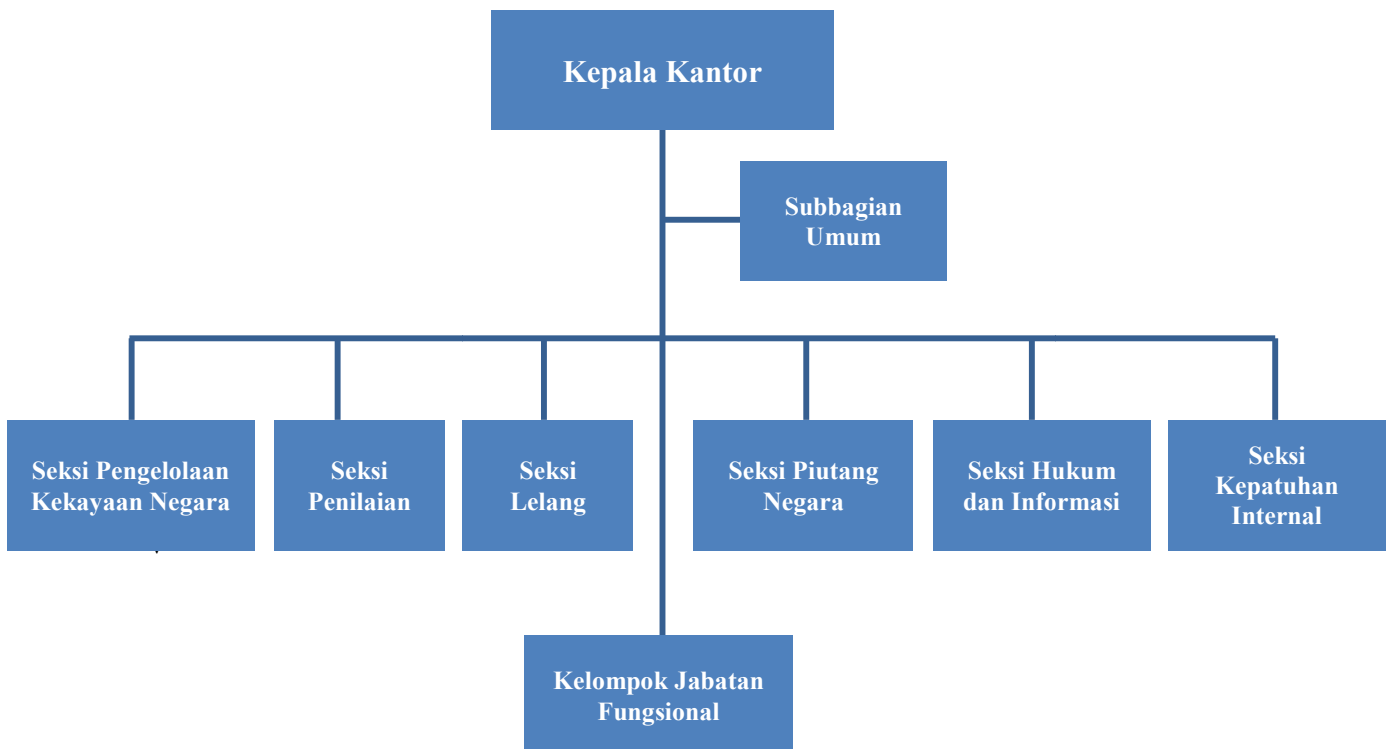 Kepala Kantor
Subbagian
Umum
Seksi Pengelolaan
Kekayaan Negara
Seksi
Penilaian
Seksi
Lelang
Seksi Piutang
Negara
Seksi Hukum
dan Informasi
Seksi
Kepatuhan
Internal
Kelompok Jabatan
Fungsional